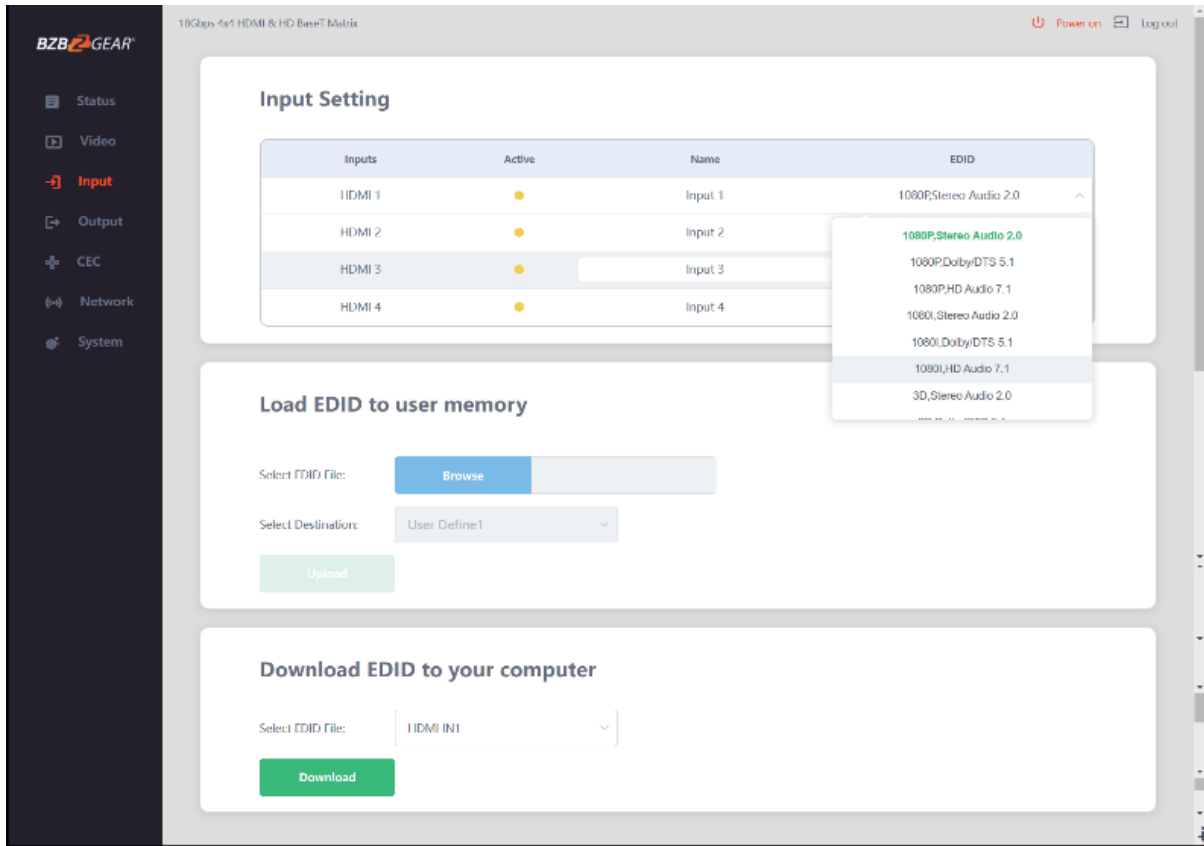 18Gbps 4x4 HDMI & HD BaseT Matrix
Power on
Log out
BZBGEAR
Status
Video
Input
Output
CEC
Network
System
Input Setting
Inputs Active Name EDID
HDMI 1 Input 1 1080P,Stereo Audio 2.0
HDMI 2 Input 2
HDMI 3 Input 3
HDMI 4 Input 4
1080P,Stereo Audio 2.0
1080P,Dolby/DTS 5.1
1080P,HD Audio 7.1
1080I,Stereo Audio 2.0
1080I,Dolby/DTS 5.1
1080I,HD Audio 7.1
3D,Stereo Audio 2.0
Load EDID to user memory
Select EDID File: Browse
Select Destination: User Define1
Upload
Download EDID to your computer
Select EDID File: HDMI IN1
Download